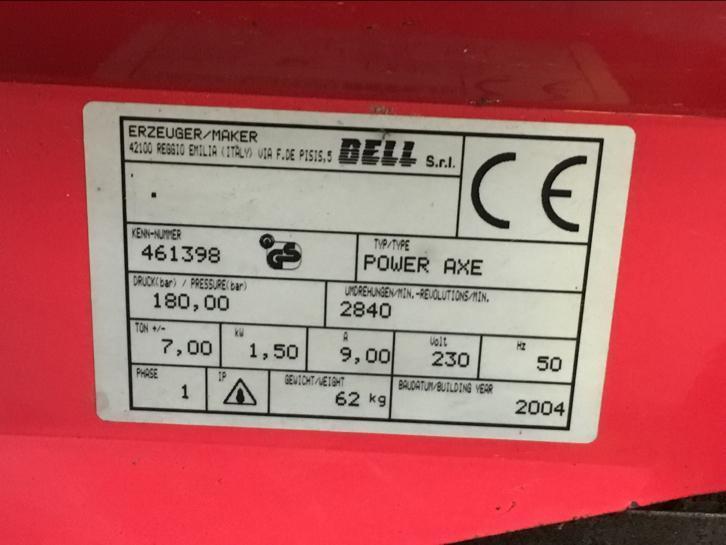 ERZEUGER/MAKER
42100 REGGIO EMILIA (ITALY) VIA F.DE PISIS,5 BELL S.r.l.
CE
KENN-NUMMER
461398
GS
TYP/TYPE
POWER AXE
DRUCK(bar) / PRESSURE(bar)
180,00
UMDREHUNGEN/MIN.-REVOLUTIONS/MIN.
2840
TON +/-
7,00
kW
1,50
A
9,00
Volt
230
Hz
50
PHASE
1
IP
GEWICHT/WEIGHT
62 kg
BAUDATUM/BUILDING YEAR
2004